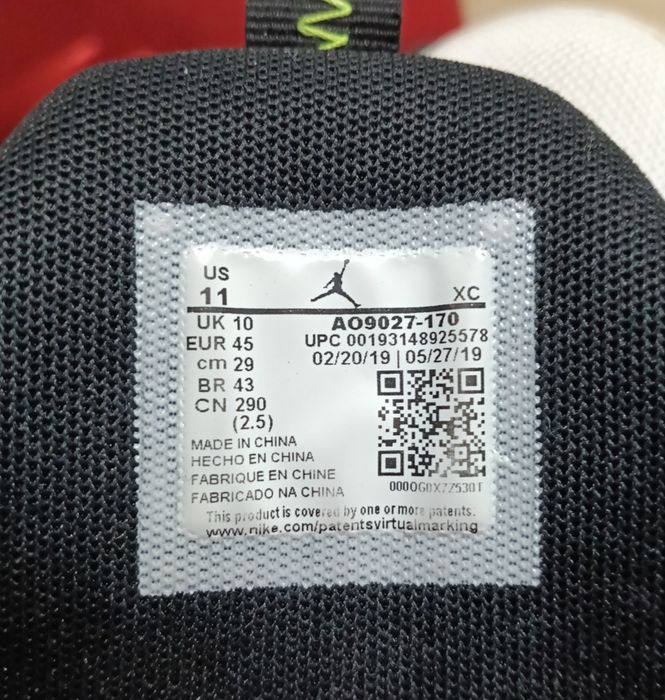 US
11 XC
UK 10
EUR 45
cm 29
BR 43
CN 290
(2.5)
AO9027-170
UPC 00193148925578
02/20/19 | 05/27/19
MADE IN CHINA
HECHO EN CHINA
FABRIQUE EN CHINE
FABRICADO NA CHINA
This product is covered by one or more patents.
www.nike.com/patentsvirtualmarking